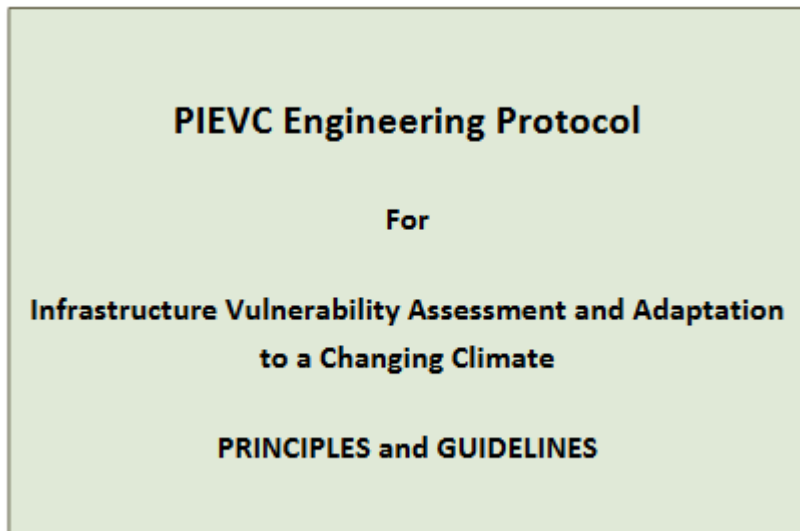 PIEVC Engineering Protocol
For
Infrastructure Vulnerability Assessment and Adaptation
to a Changing Climate
PRINCIPLES and GUIDELINES